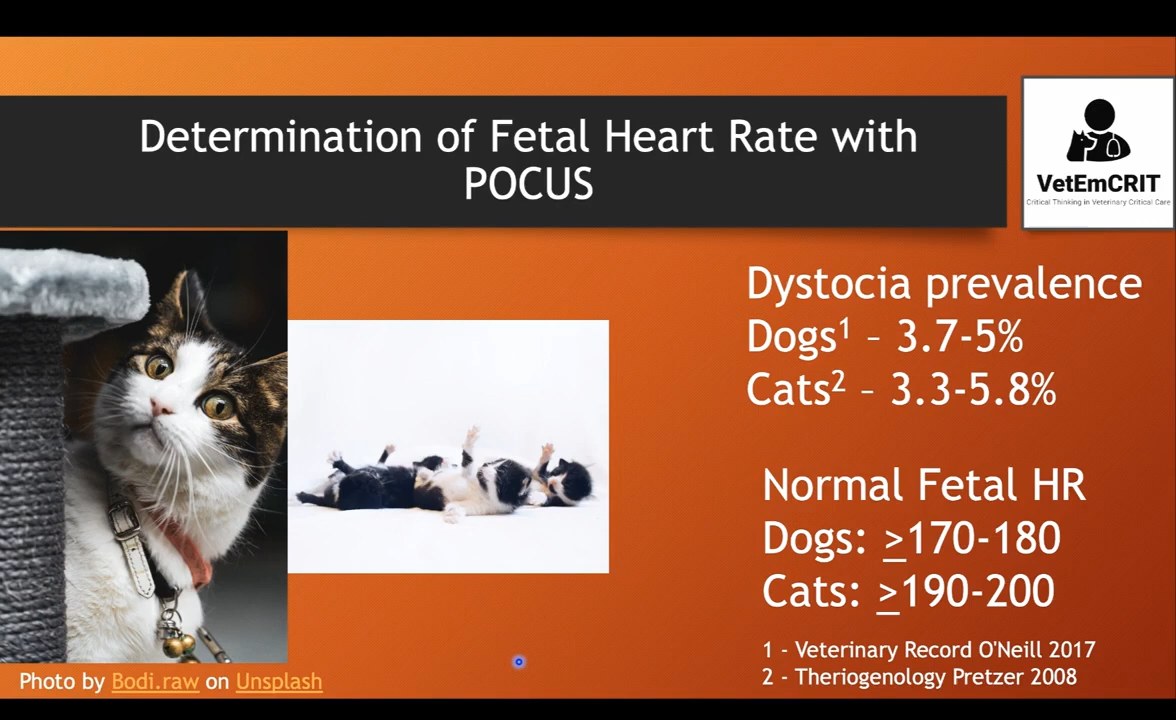 Determination of Fetal Heart Rate with
POCUS
VetEmCRIT
Critical Thinking in Veterinary Critical Care
Dystocia prevalence
Dogs¹ – 3.7-5%
Cats² – 3.3-5.8%
Normal Fetal HR
Dogs: ≥170-180
Cats: ≥190-200
1 - Veterinary Record O'Neill 2017
2 - Theriogenology Pretzer 2008
Photo by Bodi.raw on Unsplash